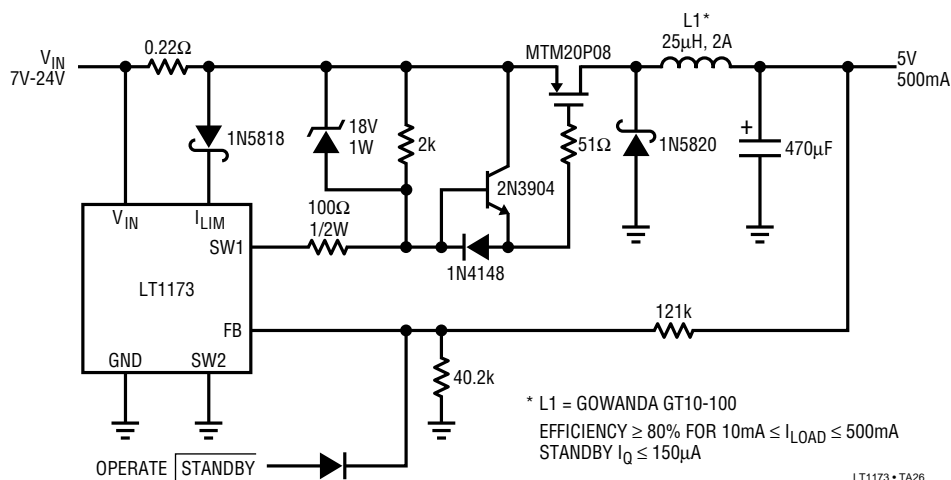 L1*
25µH, 2A
0.22Ω
V_IN
7V-24V
MTM20P08
5V
500mA
1N5818
18V
1W
2k
51Ω
1N5820
+
470µF
2N3904
V_IN
I_LIM
100Ω
1/2W
SW1
1N4148
LT1173
121k
FB
GND
SW2
40.2k
* L1 = GOWANDA GT10-100
EFFICIENCY ≥ 80% FOR 10mA ≤ I_LOAD ≤ 500mA
STANDBY I_Q ≤ 150µA
OPERATE STANDBY
LT1173 • TA26